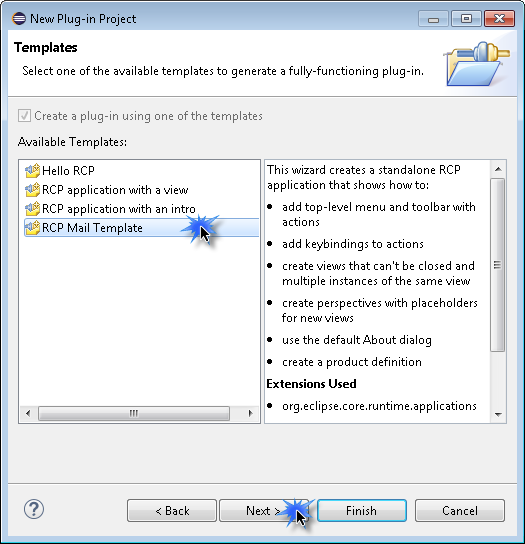 New Plug-in Project
Templates
Select one of the available templates to generate a fully-functioning plug-in.
Create a plug-in using one of the templates
Available Templates:
Hello RCP
RCP application with a view
RCP application with an intro
RCP Mail Template
This wizard creates a standalone RCP
application that shows how to:
• add top-level menu and toolbar with
actions
• add keybindings to actions
• create views that can't be closed and
multiple instances of the same view
• create perspectives with placeholders
for new views
• use the default About dialog
• create a product definition
Extensions Used
• org.eclipse.core.runtime.applications
?
< Back
Next >
Finish
Cancel